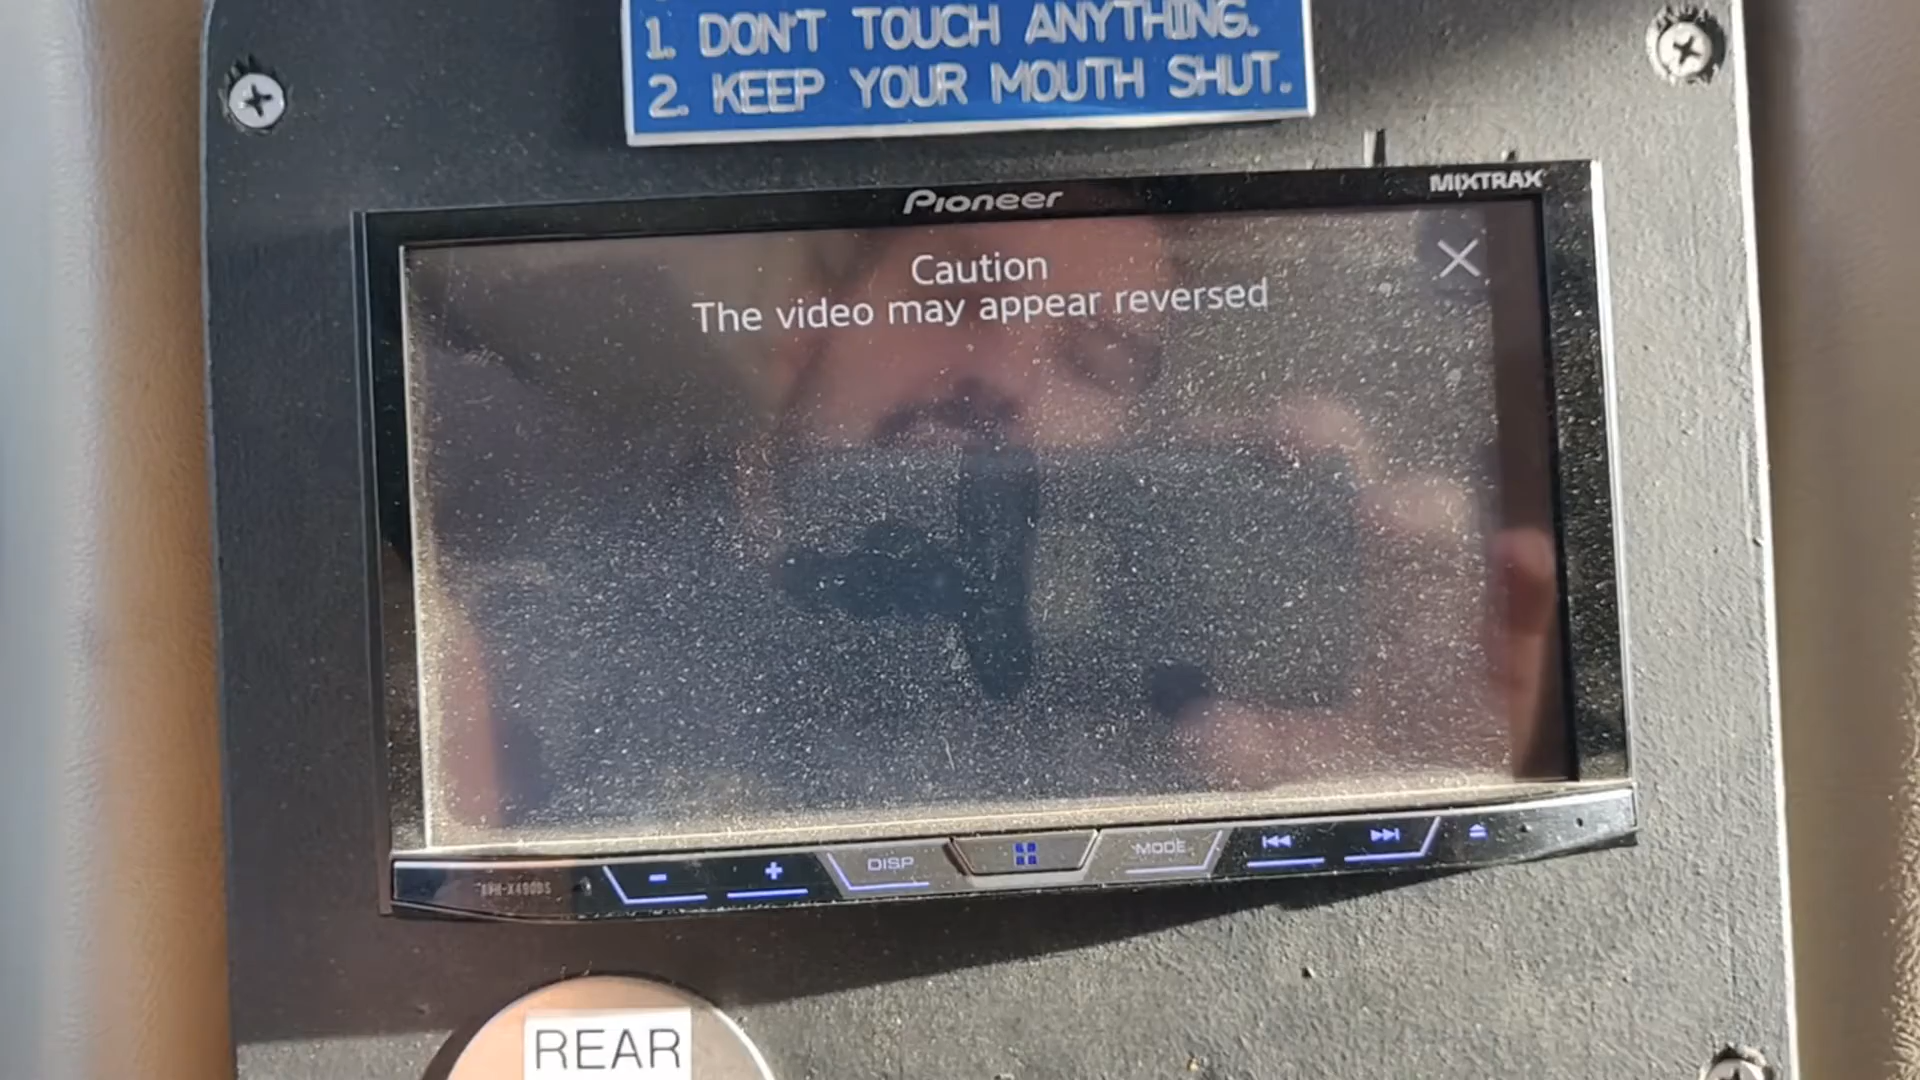 1. DON'T TOUCH ANYTHING.
2. KEEP YOUR MOUTH SHUT.
Pioneer
MIXTRAX
Caution
The video may appear reversed
- + DISP MODE
REAR